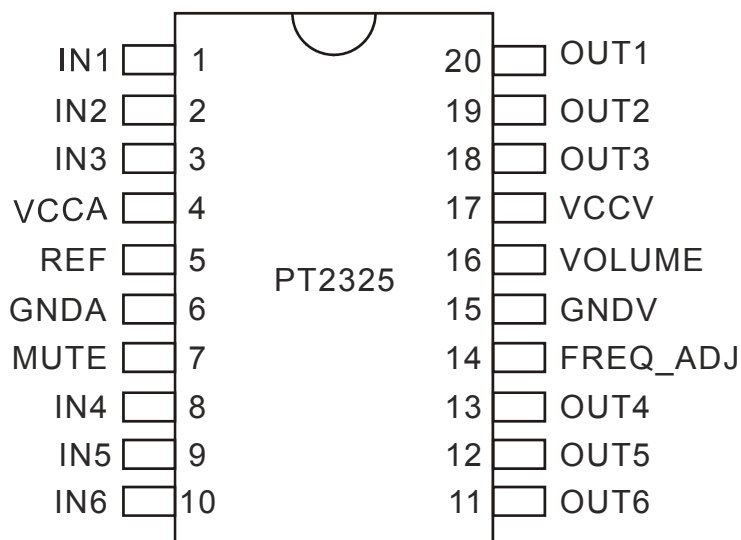 IN1 1 20 OUT1
IN2 2 19 OUT2
IN3 3 18 OUT3
VCCA 4 17 VCCV
REF 5 16 VOLUME
PT2325
GNDA 6 15 GNDV
MUTE 7 14 FREQ_ADJ
IN4 8 13 OUT4
IN5 9 12 OUT5
IN6 10 11 OUT6